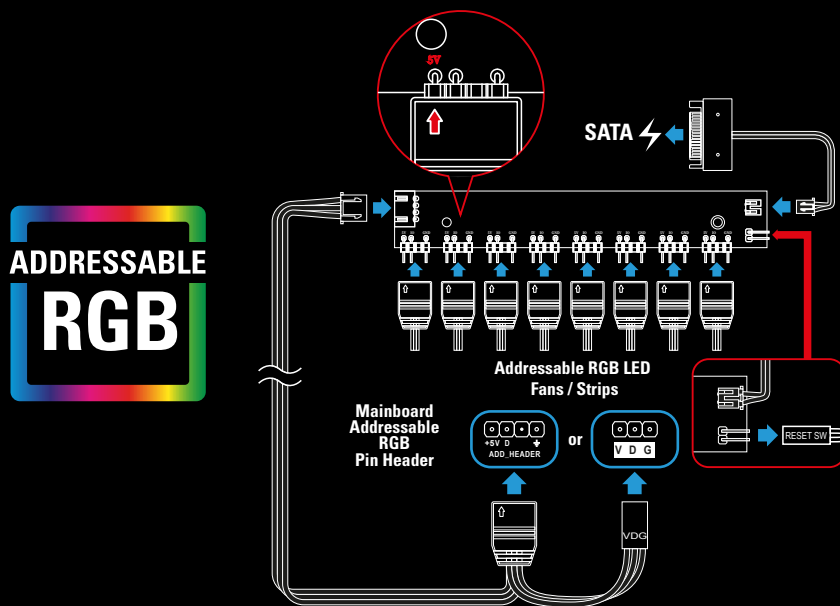 5V
SATA
ADDRESSABLE
RGB
Addressable RGB LED
Fans / Strips
Mainboard
Addressable
RGB
Pin Header
+5V D
ADD_HEADER
or
V D G
RESET SW
VDG